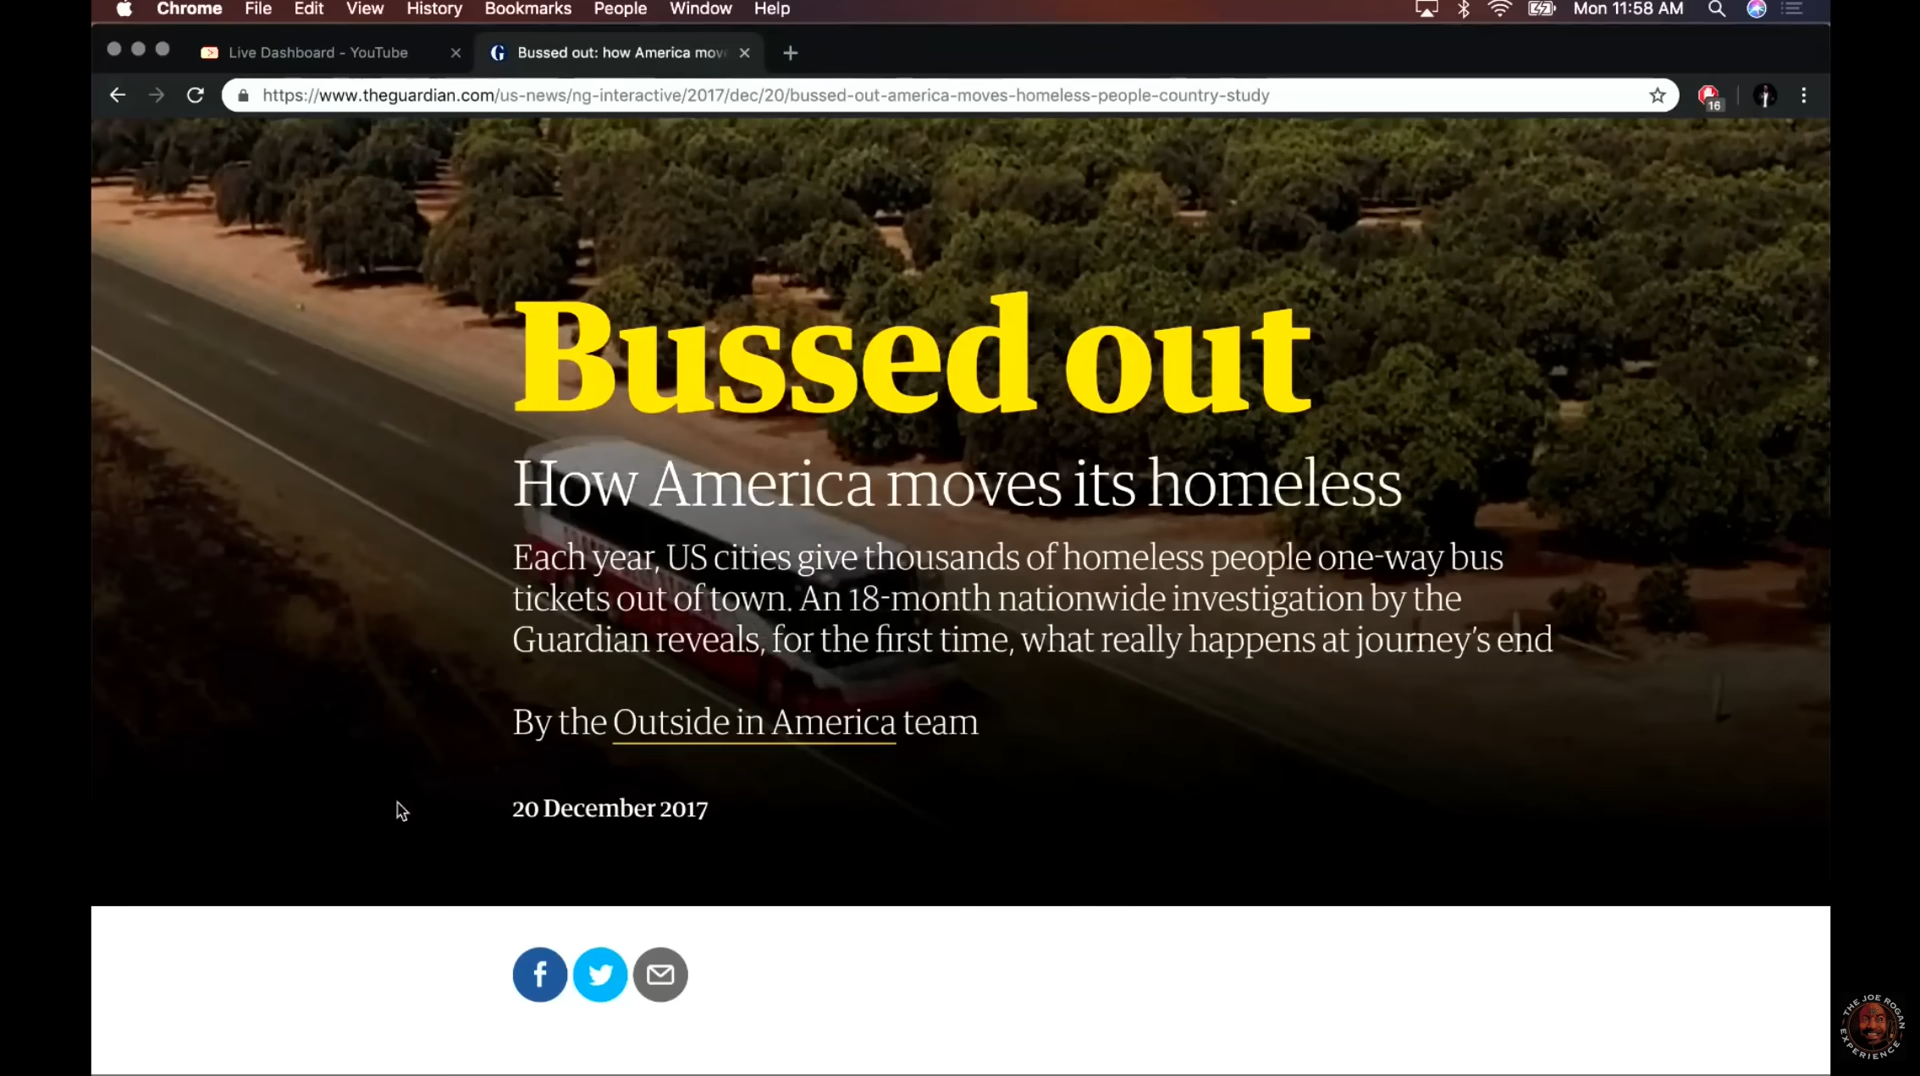 Chrome File Edit View History Bookmarks People Window Help Mon 11:58 AM
Live Dashboard - YouTube Bussed out: how America mov
https://www.theguardian.com/us-news/ng-interactive/2017/dec/20/bussed-out-america-moves-homeless-people-country-study 16
Bussed out
How America moves its homeless
Each year, US cities give thousands of homeless people one-way bus
tickets out of town. An 18-month nationwide investigation by the
Guardian reveals, for the first time, what really happens at journey’s end
By the Outside in America team
20 December 2017
THE JOE ROGAN
EXPERIENCE